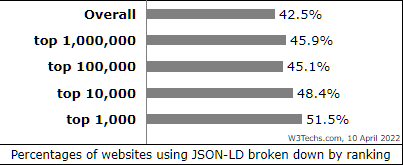 Overall 42.5%
top 1,000,000 45.9%
top 100,000 45.1%
top 10,000 48.4%
top 1,000 51.5%
W3Techs.com, 10 April 2022
Percentages of websites using JSON-LD broken down by ranking